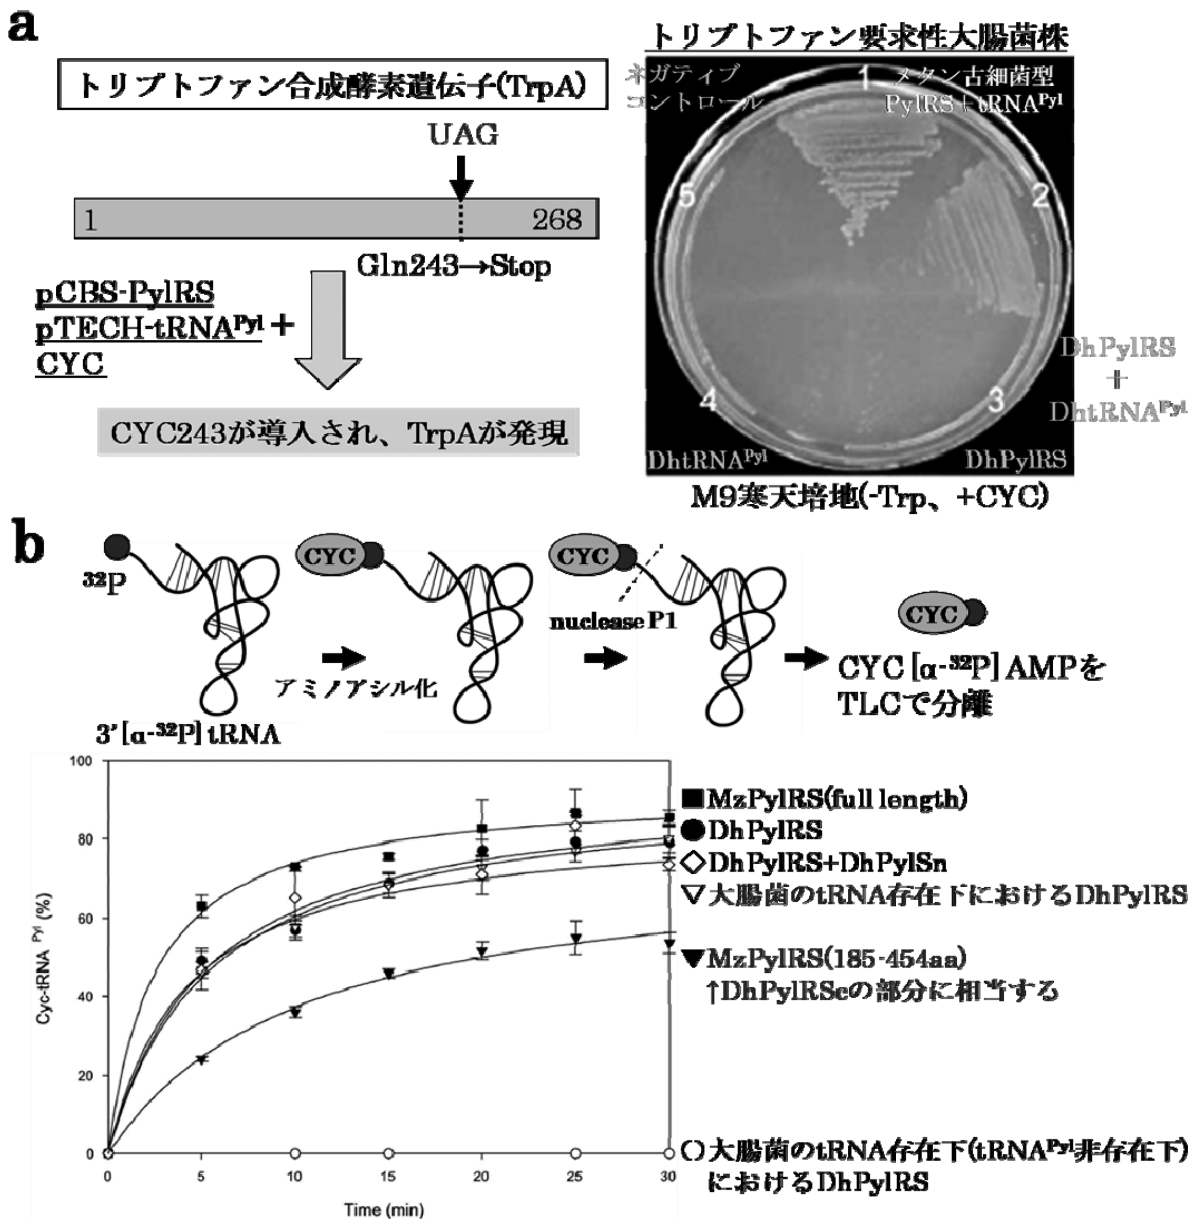 a
トリプトファン合成酵素遺伝子(TrpA)
UAG
1
268
Gln243→Stop
pCBS-PylRS
pTECH-tRNAPyl+
CYC
CYC243が導入され、TrpAが発現
トリプトファン要求性大腸菌株
ネガティブ
コントロール
メタン古細菌型
PylRS+tRNAPyl
1
2
3
4
5
DhPylRS
+
DhtRNAPyl
DhtRNAPyl
DhPylRS
M9寒天培地(-Trp、+CYC)
b
32P
CYC
CYC
CYC
nuclease P1
アミノアシル化
3' [α-32P] tRNA
CYC [α-32P] AMPを
TLCで分離
Cyc-tRNA Pyl (%)
100
80
60
40
20
0
0
5
10
15
20
25
30
Time (min)
■MzPylRS(full length)
●DhPylRS
◇DhPylRS+DhPylSn
▽大腸菌のtRNA存在下におけるDhPylRS
▼MzPylRS(185-454aa)
↑DhPylRScの部分に相当する
○大腸菌のtRNA存在下(tRNAPyl非存在下)
におけるDhPylRS